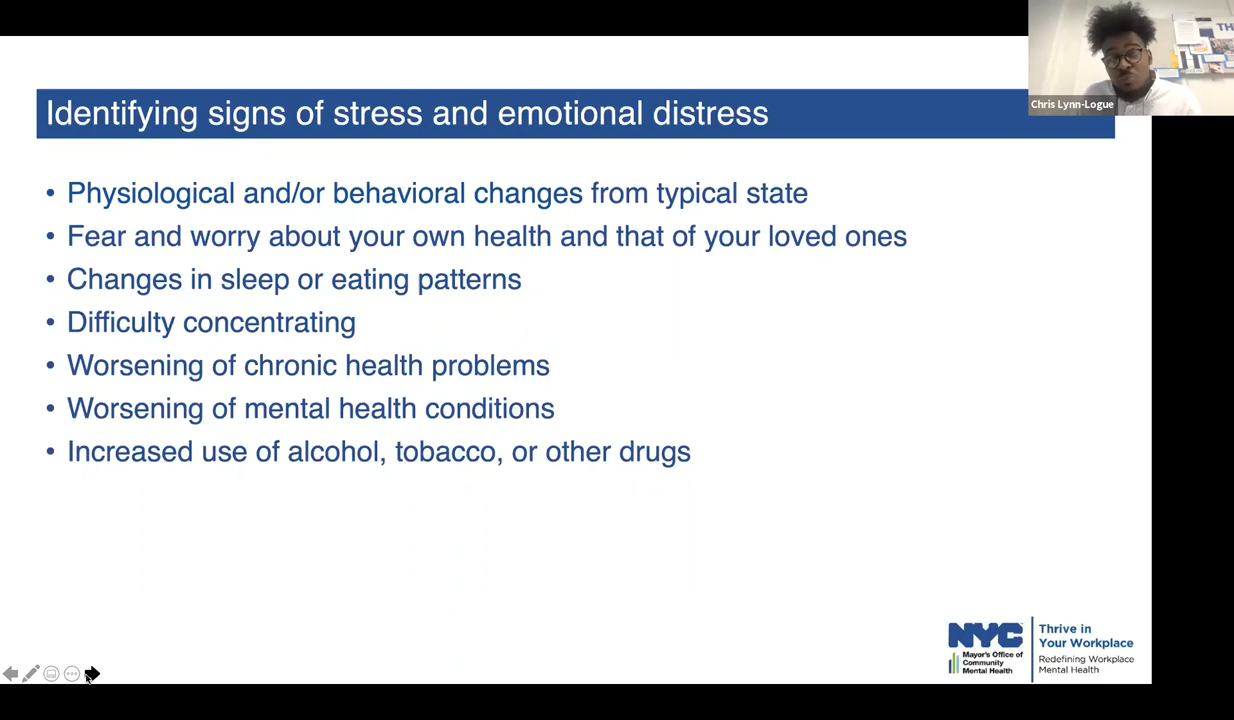 Identifying signs of stress and emotional distress
Chris Lynn-Logue
• Physiological and/or behavioral changes from typical state
• Fear and worry about your own health and that of your loved ones
• Changes in sleep or eating patterns
• Difficulty concentrating
• Worsening of chronic health problems
• Worsening of mental health conditions
• Increased use of alcohol, tobacco, or other drugs
NYC
Mayor's Office of
Community
Mental Health
Thrive in
Your Workplace
Redefining Workplace
Mental Health